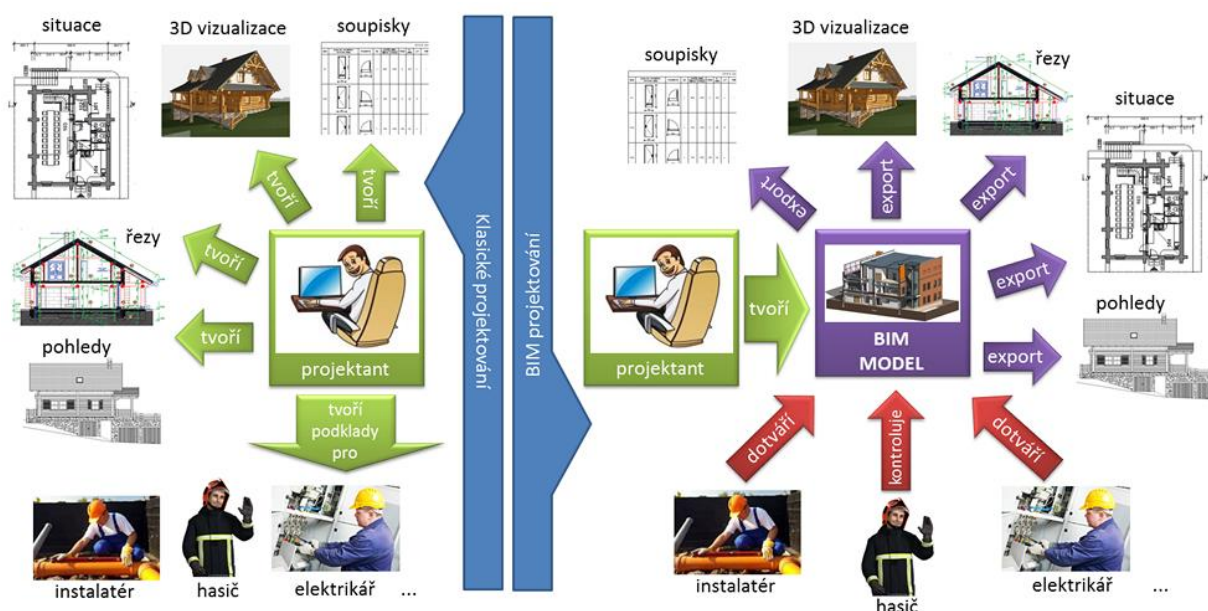 situace
3D vizualizace
soupisky
řezy
pohledy
tvoří
tvoří
tvoří
tvoří
projektant
tvoří
podklady
pro
instalatér
hasič
elektrikář
...
Klasické projektování
BIM projektování
soupisky
3D vizualizace
řezy
situace
pohledy
export
export
export
export
export
projektant
tvoří
BIM
MODEL
dotváří
kontroluje
dotváří
instalatér
hasič
elektrikář
...